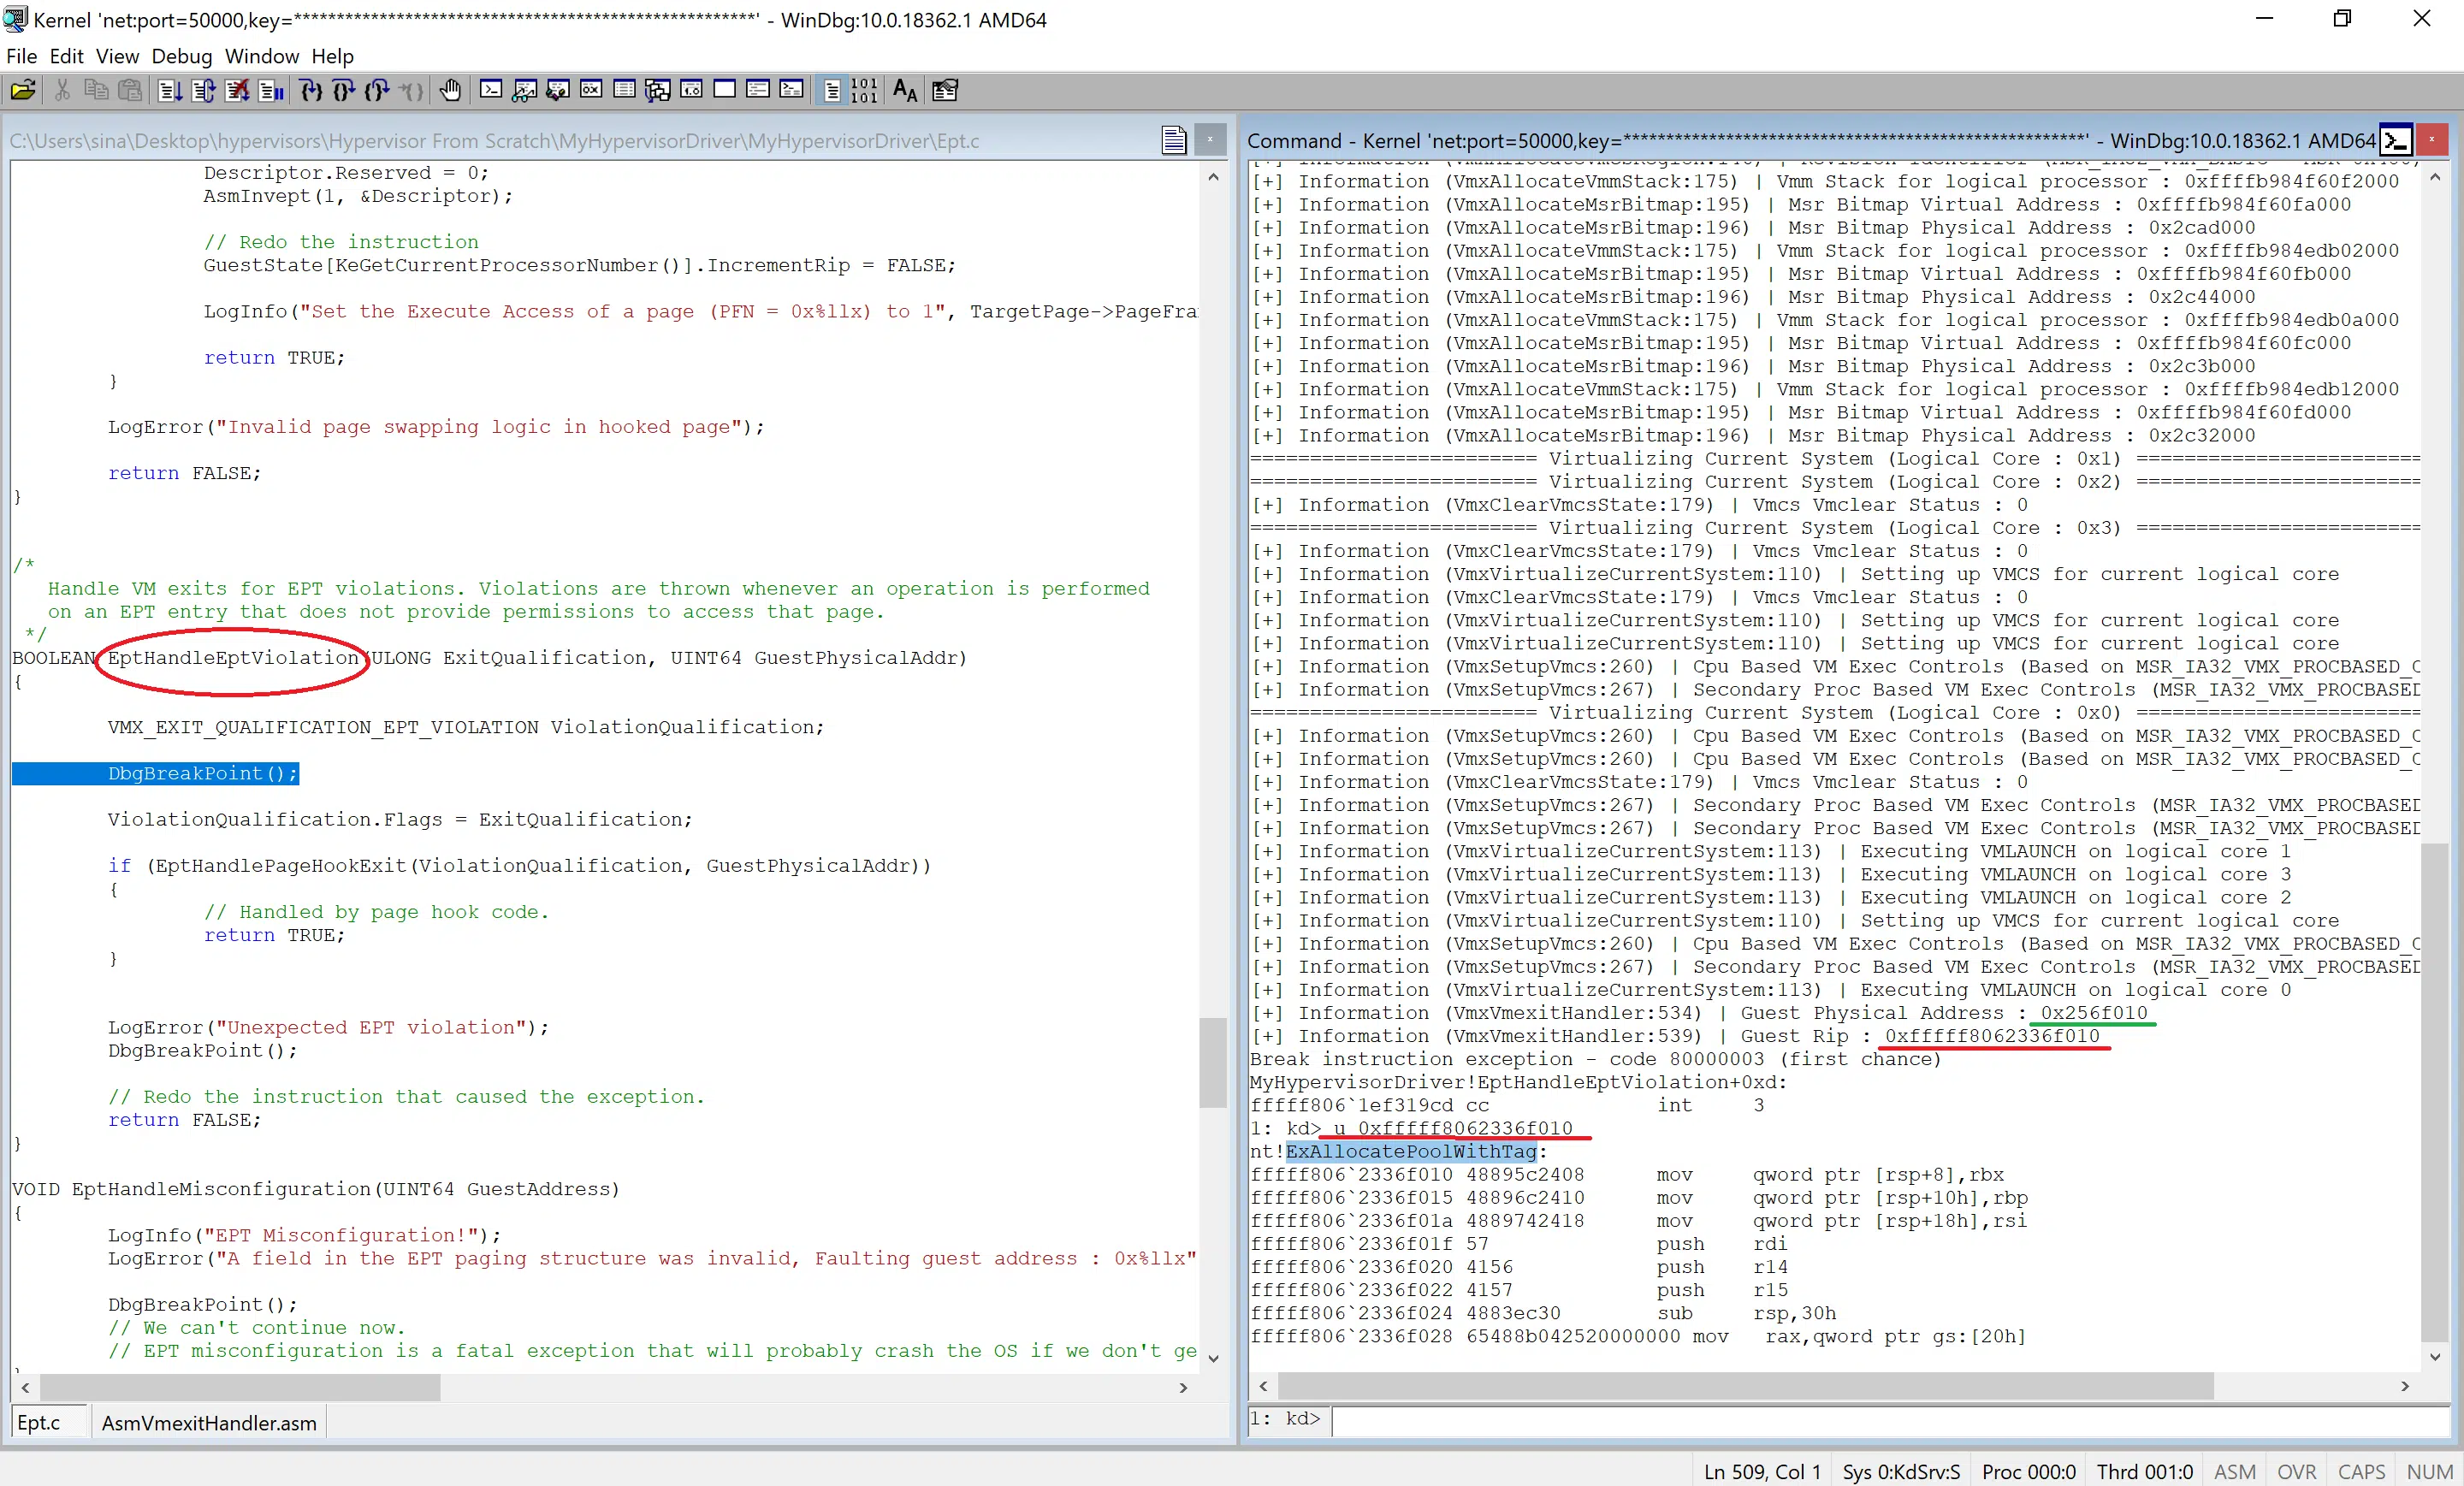 Kernel 'net:port=50000,key=*******************************************************' - WinDbg:10.0.18362.1 AMD64
File Edit View Debug Window Help
C:\Users\sina\Desktop\hypervisors\Hypervisor From Scratch\MyHypervisorDriver\MyHypervisorDriver\Ept.c
Descriptor.Reserved = 0;
AsmInvept(1, &Descriptor);
// Redo the instruction
GuestState[KeGetCurrentProcessorNumber()].IncrementRip = FALSE;
LogInfo("Set the Execute Access of a page (PFN = 0x%llx) to 1", TargetPage->PageFra
return TRUE;
}
LogError("Invalid page swapping logic in hooked page");
return FALSE;
}
/*
Handle VM exits for EPT violations. Violations are thrown whenever an operation is performed
on an EPT entry that does not provide permissions to access that page.
*/
BOOLEAN EptHandleEptViolation(ULONG ExitQualification, UINT64 GuestPhysicalAddr)
{
VMX_EXIT_QUALIFICATION_EPT_VIOLATION ViolationQualification;
DbgBreakPoint();
ViolationQualification.Flags = ExitQualification;
if (EptHandlePageHookExit(ViolationQualification, GuestPhysicalAddr))
{
// Handled by page hook code.
return TRUE;
}
LogError("Unexpected EPT violation");
DbgBreakPoint();
// Redo the instruction that caused the exception.
return FALSE;
}
VOID EptHandleMisconfiguration(UINT64 GuestAddress)
{
LogInfo("EPT Misconfiguration!");
LogError("A field in the EPT paging structure was invalid, Faulting guest address : 0x%llx"
DbgBreakPoint();
// We can't continue now.
// EPT misconfiguration is a fatal exception that will probably crash the OS if we don't ge
Ept.c AsmVmexitHandler.asm
Command - Kernel 'net:port=50000,key=*******************************************************' - WinDbg:10.0.18362.1 AMD64
[+] Information (VmxAllocateVmmStack:175) | Vmm Stack for logical processor : 0xffffb984f60f2000
[+] Information (VmxAllocateMsrBitmap:195) | Msr Bitmap Virtual Address : 0xffffb984f60fa000
[+] Information (VmxAllocateMsrBitmap:196) | Msr Bitmap Physical Address : 0x2cad000
[+] Information (VmxAllocateVmmStack:175) | Vmm Stack for logical processor : 0xffffb984edb02000
[+] Information (VmxAllocateMsrBitmap:195) | Msr Bitmap Virtual Address : 0xffffb984f60fb000
[+] Information (VmxAllocateMsrBitmap:196) | Msr Bitmap Physical Address : 0x2c44000
[+] Information (VmxAllocateVmmStack:175) | Vmm Stack for logical processor : 0xffffb984edb0a000
[+] Information (VmxAllocateMsrBitmap:195) | Msr Bitmap Virtual Address : 0xffffb984f60fc000
[+] Information (VmxAllocateMsrBitmap:196) | Msr Bitmap Physical Address : 0x2c3b000
[+] Information (VmxAllocateVmmStack:175) | Vmm Stack for logical processor : 0xffffb984edb12000
[+] Information (VmxAllocateMsrBitmap:195) | Msr Bitmap Virtual Address : 0xffffb984f60fd000
[+] Information (VmxAllocateMsrBitmap:196) | Msr Bitmap Physical Address : 0x2c32000
======================== Virtualizing Current System (Logical Core : 0x1) ========================
======================== Virtualizing Current System (Logical Core : 0x2) ========================
[+] Information (VmxClearVmcsState:179) | Vmcs Vmclear Status : 0
======================== Virtualizing Current System (Logical Core : 0x3) ========================
[+] Information (VmxClearVmcsState:179) | Vmcs Vmclear Status : 0
[+] Information (VmxVirtualizeCurrentSystem:110) | Setting up VMCS for current logical core
[+] Information (VmxClearVmcsState:179) | Vmcs Vmclear Status : 0
[+] Information (VmxVirtualizeCurrentSystem:110) | Setting up VMCS for current logical core
[+] Information (VmxVirtualizeCurrentSystem:110) | Setting up VMCS for current logical core
[+] Information (VmxSetupVmcs:260) | Cpu Based VM Exec Controls (Based on MSR_IA32_VMX_PROCBASED_C
[+] Information (VmxSetupVmcs:267) | Secondary Proc Based VM Exec Controls (MSR_IA32_VMX_PROCBASED
======================== Virtualizing Current System (Logical Core : 0x0) ========================
[+] Information (VmxSetupVmcs:260) | Cpu Based VM Exec Controls (Based on MSR_IA32_VMX_PROCBASED_C
[+] Information (VmxSetupVmcs:260) | Cpu Based VM Exec Controls (Based on MSR_IA32_VMX_PROCBASED_C
[+] Information (VmxClearVmcsState:179) | Vmcs Vmclear Status : 0
[+] Information (VmxSetupVmcs:267) | Secondary Proc Based VM Exec Controls (MSR_IA32_VMX_PROCBASED
[+] Information (VmxSetupVmcs:267) | Secondary Proc Based VM Exec Controls (MSR_IA32_VMX_PROCBASED
[+] Information (VmxVirtualizeCurrentSystem:113) | Executing VMLAUNCH on logical core 1
[+] Information (VmxVirtualizeCurrentSystem:113) | Executing VMLAUNCH on logical core 3
[+] Information (VmxVirtualizeCurrentSystem:113) | Executing VMLAUNCH on logical core 2
[+] Information (VmxVirtualizeCurrentSystem:110) | Setting up VMCS for current logical core
[+] Information (VmxSetupVmcs:260) | Cpu Based VM Exec Controls (Based on MSR_IA32_VMX_PROCBASED_C
[+] Information (VmxSetupVmcs:267) | Secondary Proc Based VM Exec Controls (MSR_IA32_VMX_PROCBASED
[+] Information (VmxVirtualizeCurrentSystem:113) | Executing VMLAUNCH on logical core 0
[+] Information (VmxVmexitHandler:534) | Guest Physical Address : 0x256f010
[+] Information (VmxVmexitHandler:539) | Guest Rip : 0xfffff8062336f010
Break instruction exception - code 80000003 (first chance)
MyHypervisorDriver!EptHandleEptViolation+0xd:
fffff806`1ef319cd cc int 3
1: kd> u 0xfffff8062336f010
nt!ExAllocatePoolWithTag:
fffff806`2336f010 48895c2408 mov qword ptr [rsp+8],rbx
fffff806`2336f015 48896c2410 mov qword ptr [rsp+10h],rbp
fffff806`2336f01a 4889742418 mov qword ptr [rsp+18h],rsi
fffff806`2336f01f 57 push rdi
fffff806`2336f020 4156 push r14
fffff806`2336f022 4157 push r15
fffff806`2336f024 4883ec30 sub rsp,30h
fffff806`2336f028 65488b042520000000 mov rax,qword ptr gs:[20h]
1: kd>
Ln 509, Col 1 Sys 0:KdSrv:S Proc 000:0 Thrd 001:0 ASM OVR CAPS NUM